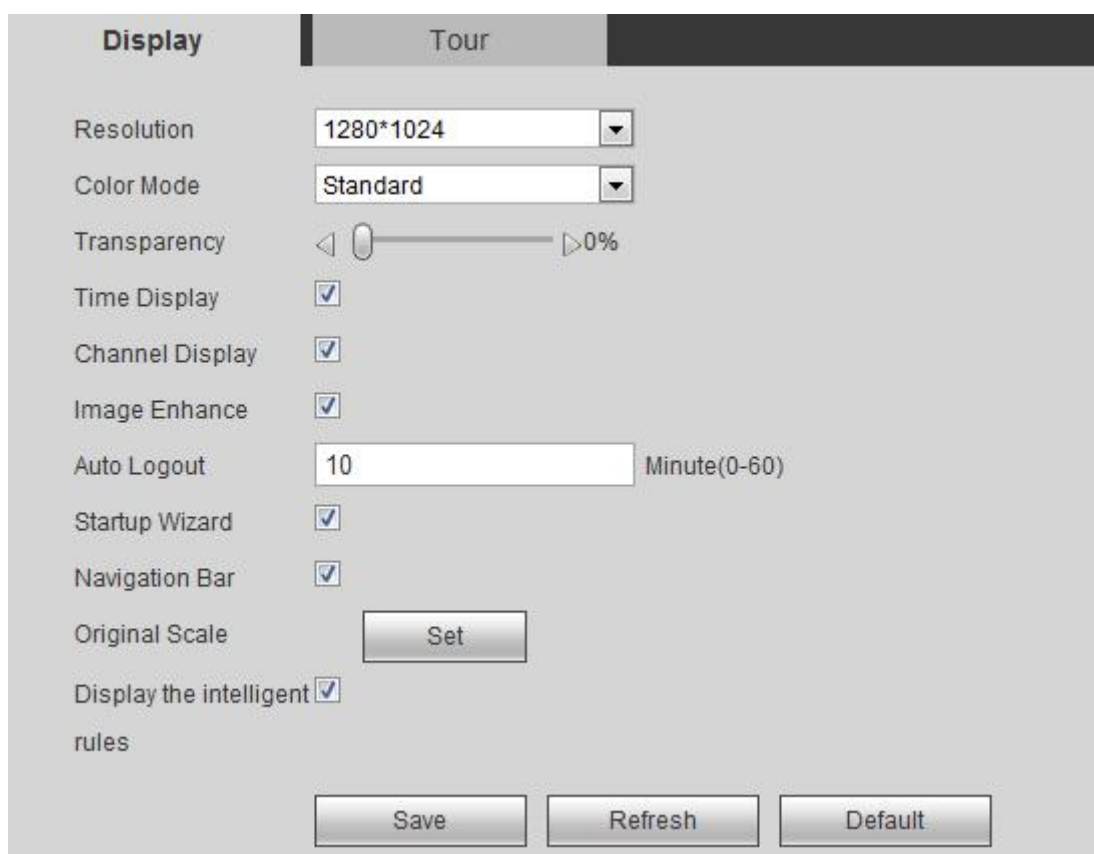 Display Tour
Resolution 1280*1024
Color Mode Standard
Transparency 0%
Time Display
Channel Display
Image Enhance
Auto Logout 10 Minute(0-60)
Startup Wizard
Navigation Bar
Original Scale Set
Display the intelligent
rules
Save Refresh Default